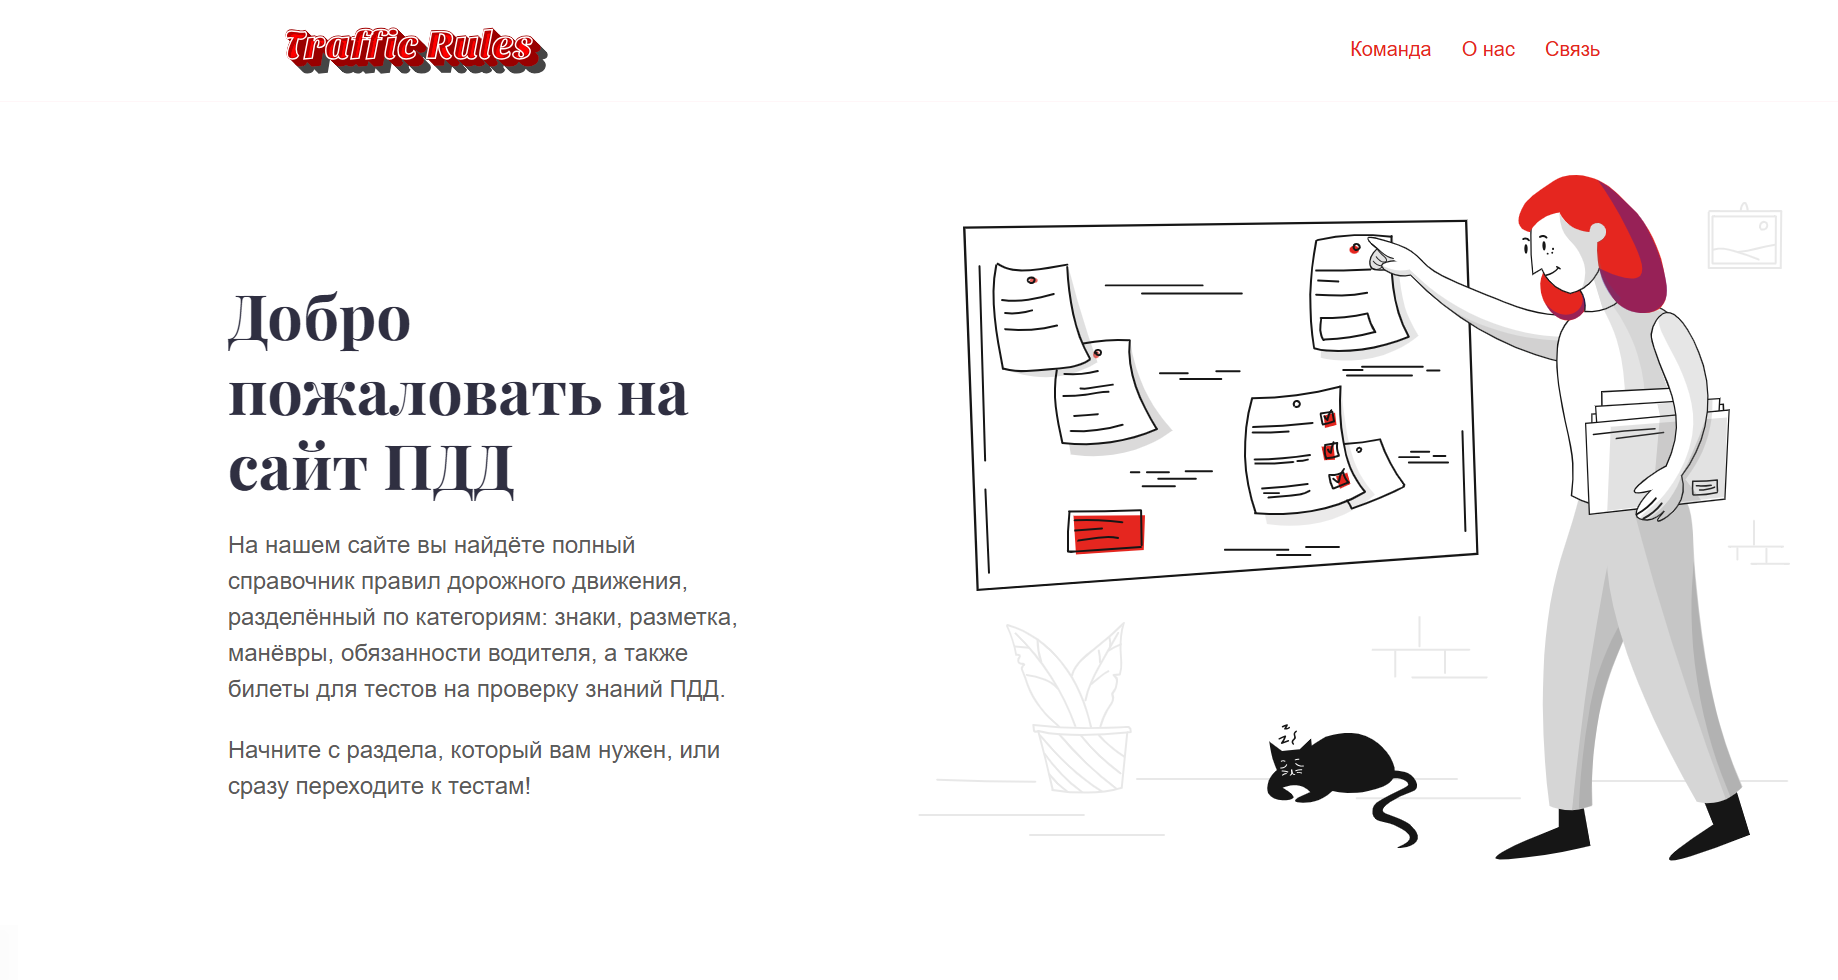 Traffic Rules
Команда О нас Связь
Добро
пожаловать на
сайт ПДД
На нашем сайте вы найдёте полный
справочник правил дорожного движения,
разделённый по категориям: знаки, разметка,
манёвры, обязанности водителя, а также
билеты для тестов на проверку знаний ПДД.
Начните с раздела, который вам нужен, или
сразу переходите к тестам!